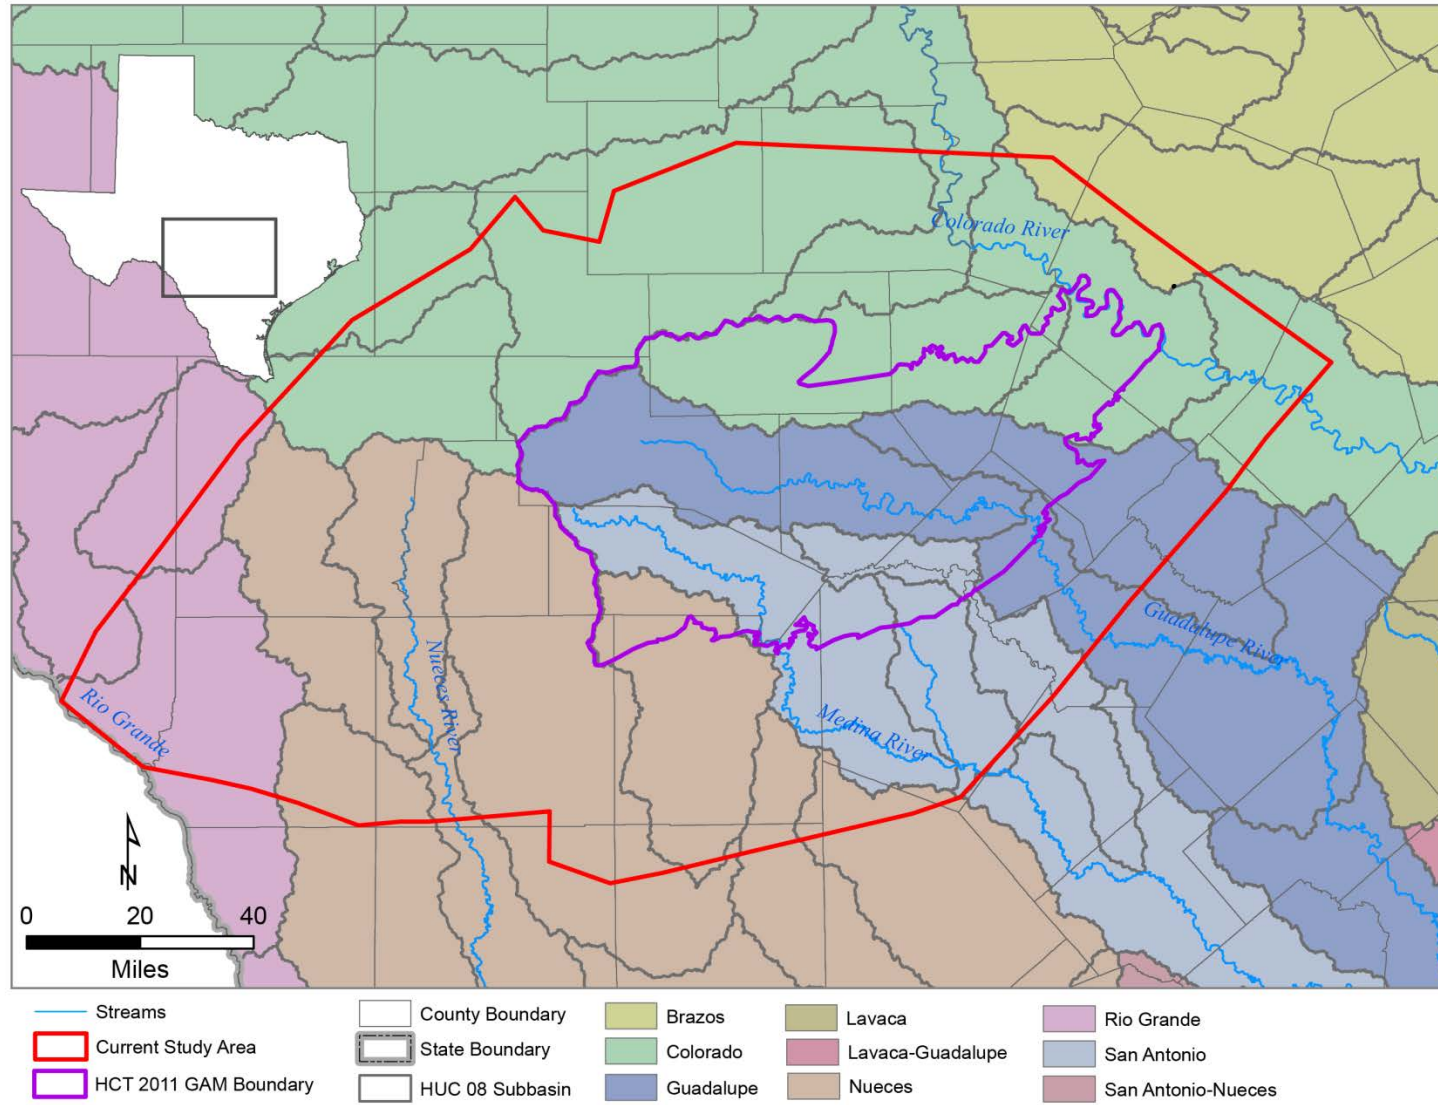 Colorado River
Guadalupe River
Nueces River
Medina River
Rio Grande
N
0 20 40
Miles
Streams
Current Study Area
HCT 2011 GAM Boundary
County Boundary
State Boundary
HUC 08 Subbasin
Brazos
Colorado
Guadalupe
Lavaca
Lavaca-Guadalupe
Nueces
Rio Grande
San Antonio
San Antonio-Nueces